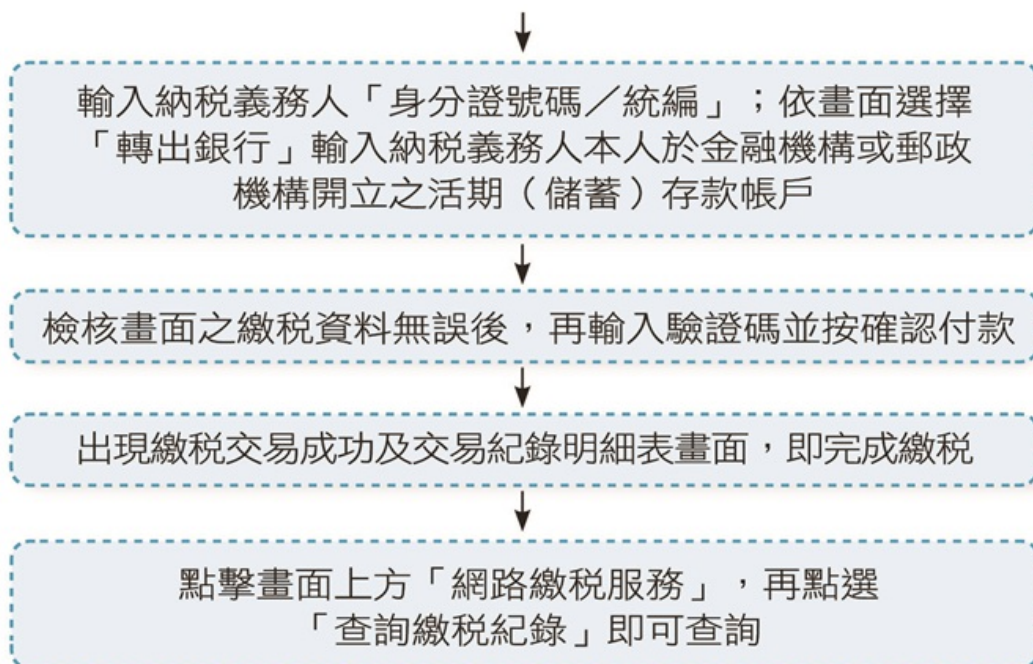 輸入納稅義務人「身分證號碼／統編」；依畫面選擇
「轉出銀行」輸入納稅義務人本人於金融機構或郵政
機構開立之活期（儲蓄）存款帳戶
檢核畫面之繳稅資料無誤後，再輸入驗證碼並按確認付款
出現繳稅交易成功及交易紀錄明細表畫面，即完成繳稅
點擊畫面上方「網路繳稅服務」，再點選
「查詢繳稅紀錄」即可查詢